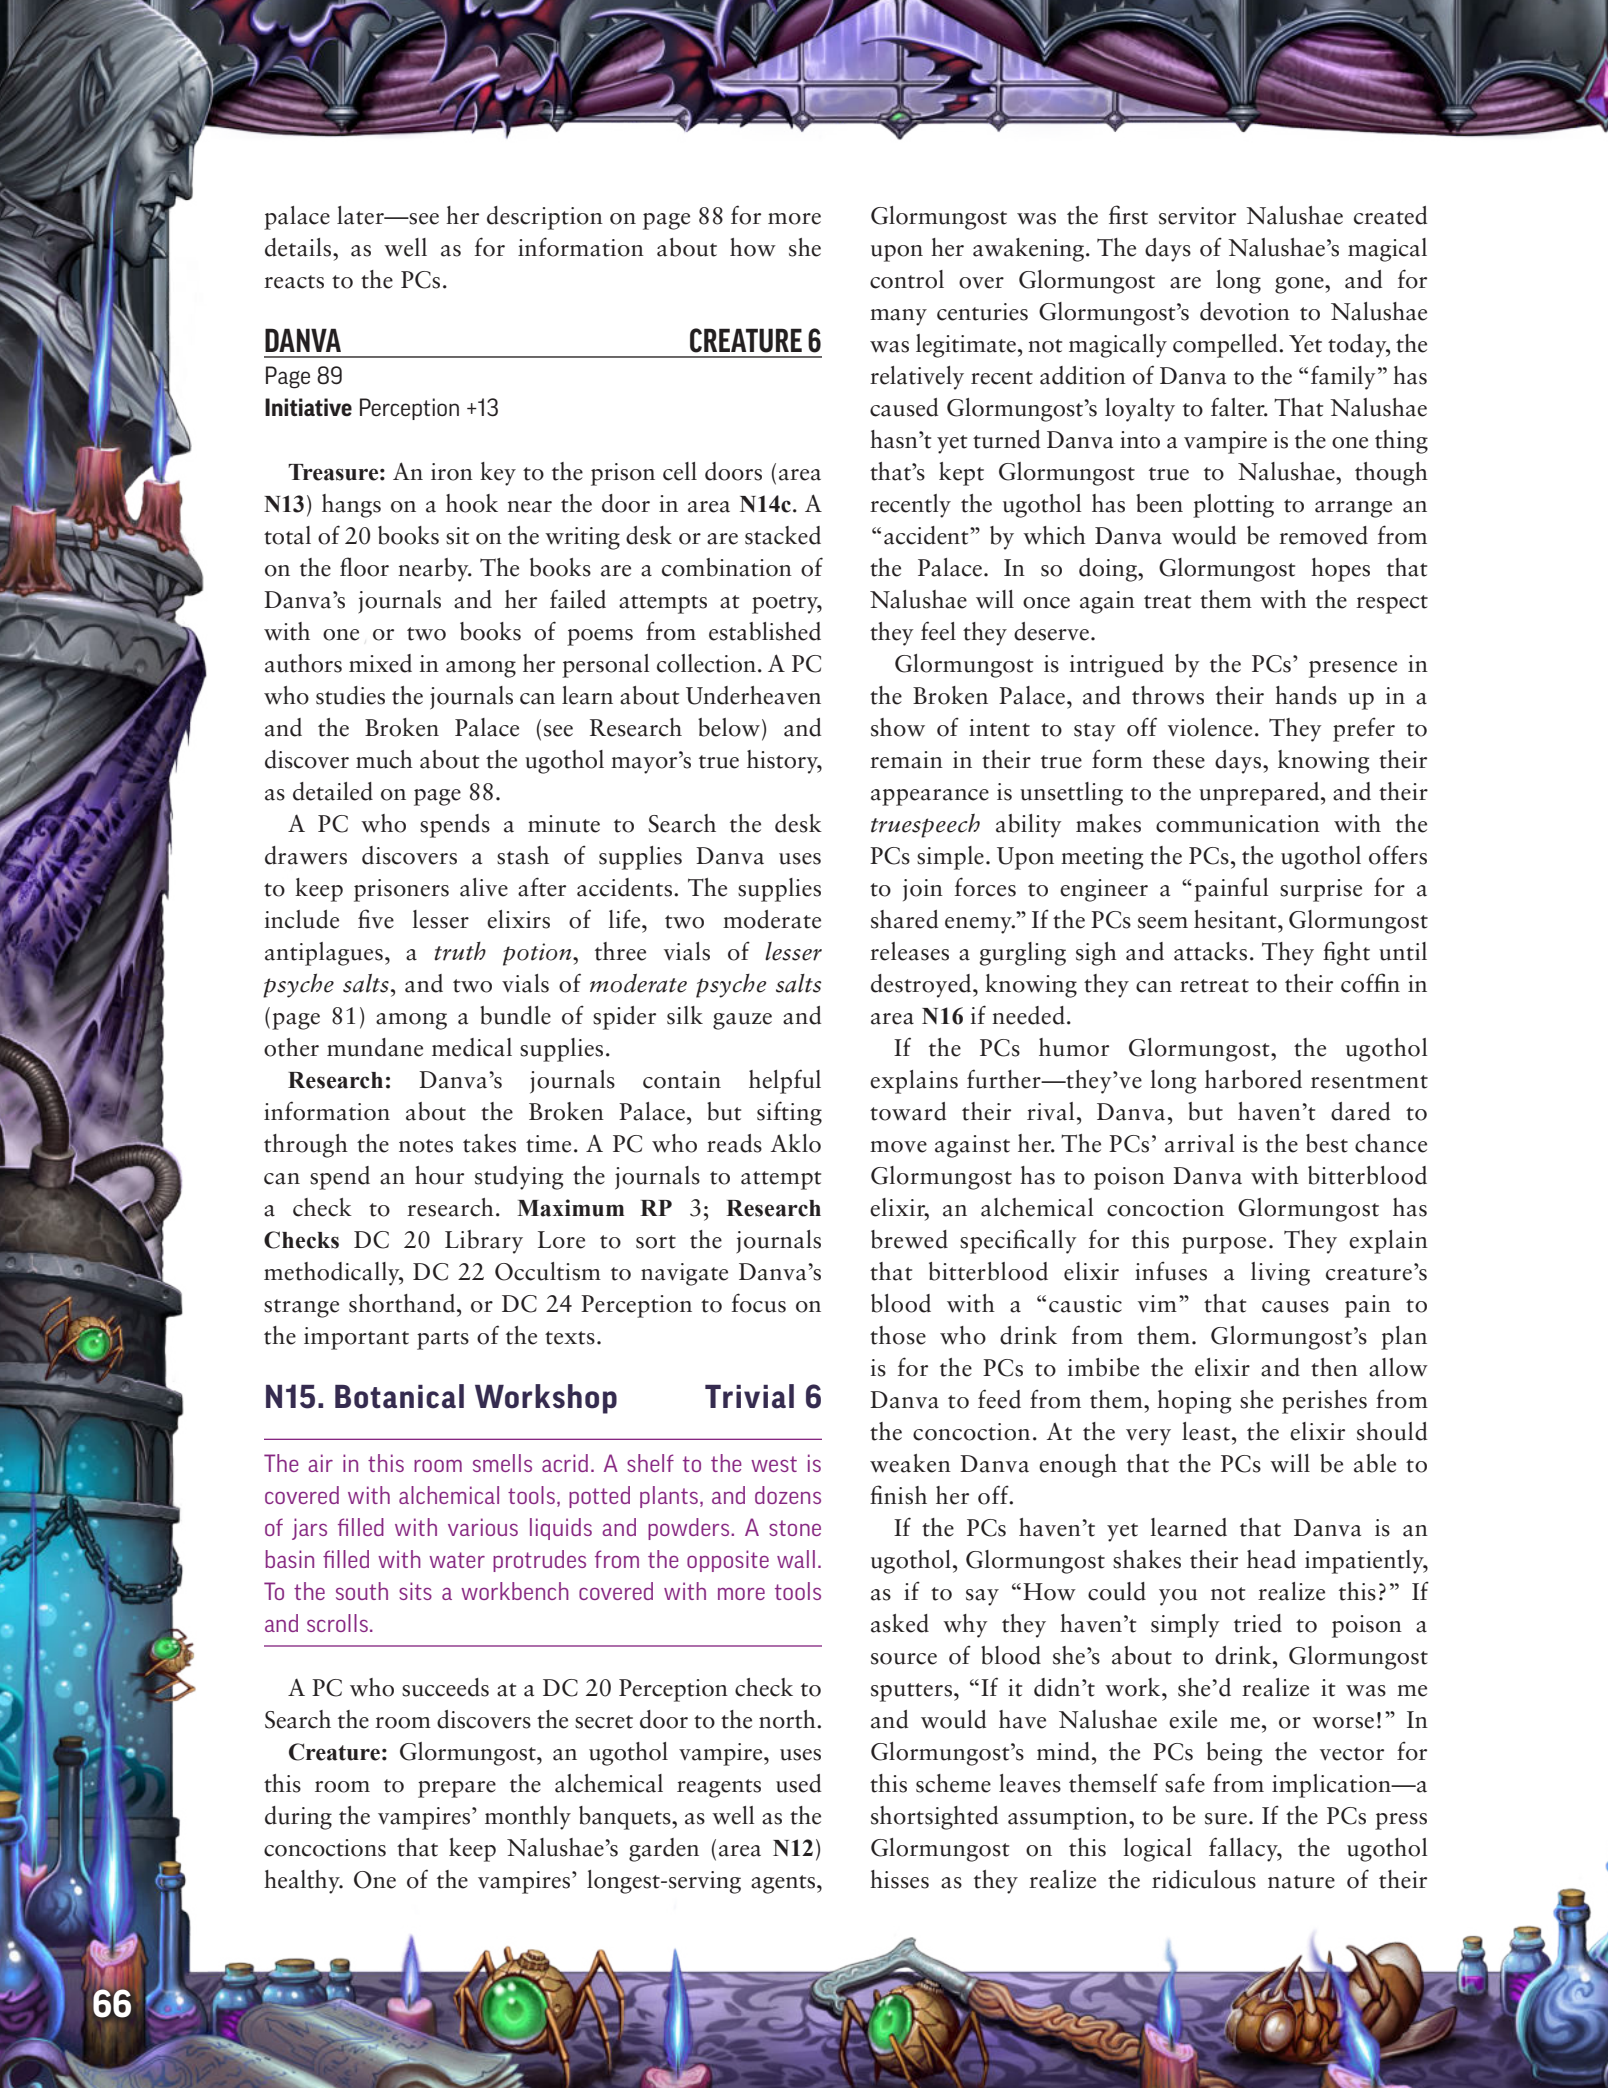 palace later—see her description on page 88 for more
details, as well as for information about how she
reacts to the PCs.
DANVA CREATURE 6
Page 89
Initiative Perception +13
Treasure: An iron key to the prison cell doors (area
N13) hangs on a hook near the door in area N14c. A
total of 20 books sit on the writing desk or are stacked
on the floor nearby. The books are a combination of
Danva’s journals and her failed attempts at poetry,
with one or two books of poems from established
authors mixed in among her personal collection. A PC
who studies the journals can learn about Underheaven
and the Broken Palace (see Research below) and
discover much about the ugothol mayor’s true history,
as detailed on page 88.
A PC who spends a minute to Search the desk
drawers discovers a stash of supplies Danva uses
to keep prisoners alive after accidents. The supplies
include five lesser elixirs of life, two moderate
antiplagues, a truth potion, three vials of lesser
psyche salts, and two vials of moderate psyche salts
(page 81) among a bundle of spider silk gauze and
other mundane medical supplies.
Research: Danva’s journals contain helpful
information about the Broken Palace, but sifting
through the notes takes time. A PC who reads Aklo
can spend an hour studying the journals to attempt
a check to research. Maximum RP 3; Research
Checks DC 20 Library Lore to sort the journals
methodically, DC 22 Occultism to navigate Danva’s
strange shorthand, or DC 24 Perception to focus on
the important parts of the texts.
N15. Botanical Workshop Trivial 6
The air in this room smells acrid. A shelf to the west is
covered with alchemical tools, potted plants, and dozens
of jars filled with various liquids and powders. A stone
basin filled with water protrudes from the opposite wall.
To the south sits a workbench covered with more tools
and scrolls.
A PC who succeeds at a DC 20 Perception check to
Search the room discovers the secret door to the north.
Creature: Glormungost, an ugothol vampire, uses
this room to prepare the alchemical reagents used
during the vampires’ monthly banquets, as well as the
concoctions that keep Nalushae’s garden (area N12)
healthy. One of the vampires’ longest-serving agents,
Glormungost was the first servitor Nalushae created
upon her awakening. The days of Nalushae’s magical
control over Glormungost are long gone, and for
many centuries Glormungost’s devotion to Nalushae
was legitimate, not magically compelled. Yet today, the
relatively recent addition of Danva to the “family” has
caused Glormungost’s loyalty to falter. That Nalushae
hasn’t yet turned Danva into a vampire is the one thing
that’s kept Glormungost true to Nalushae, though
recently the ugothol has been plotting to arrange an
“accident” by which Danva would be removed from
the Palace. In so doing, Glormungost hopes that
Nalushae will once again treat them with the respect
they feel they deserve.
Glormungost is intrigued by the PCs’ presence in
the Broken Palace, and throws their hands up in a
show of intent to stay off violence. They prefer to
remain in their true form these days, knowing their
appearance is unsettling to the unprepared, and their
truespeech ability makes communication with the
PCs simple. Upon meeting the PCs, the ugothol offers
to join forces to engineer a “painful surprise for a
shared enemy.” If the PCs seem hesitant, Glormungost
releases a gurgling sigh and attacks. They fight until
destroyed, knowing they can retreat to their coffin in
area N16 if needed.
If the PCs humor Glormungost, the ugothol
explains further—they’ve long harbored resentment
toward their rival, Danva, but haven’t dared to
move against her. The PCs’ arrival is the best chance
Glormungost has to poison Danva with bitterblood
elixir, an alchemical concoction Glormungost has
brewed specifically for this purpose. They explain
that bitterblood elixir infuses a living creature’s
blood with a “caustic vim” that causes pain to
those who drink from them. Glormungost’s plan
is for the PCs to imbibe the elixir and then allow
Danva to feed from them, hoping she perishes from
the concoction. At the very least, the elixir should
weaken Danva enough that the PCs will be able to
finish her off.
If the PCs haven’t yet learned that Danva is an
ugothol, Glormungost shakes their head impatiently,
as if to say “How could you not realize this?” If
asked why they haven’t simply tried to poison a
source of blood she’s about to drink, Glormungost
sputters, “If it didn’t work, she’d realize it was me
and would have Nalushae exile me, or worse!” In
Glormungost’s mind, the PCs being the vector for
this scheme leaves themself safe from implication—a
shortsighted assumption, to be sure. If the PCs press
Glormungost on this logical fallacy, the ugothol
hisses as they realize the ridiculous nature of their
66